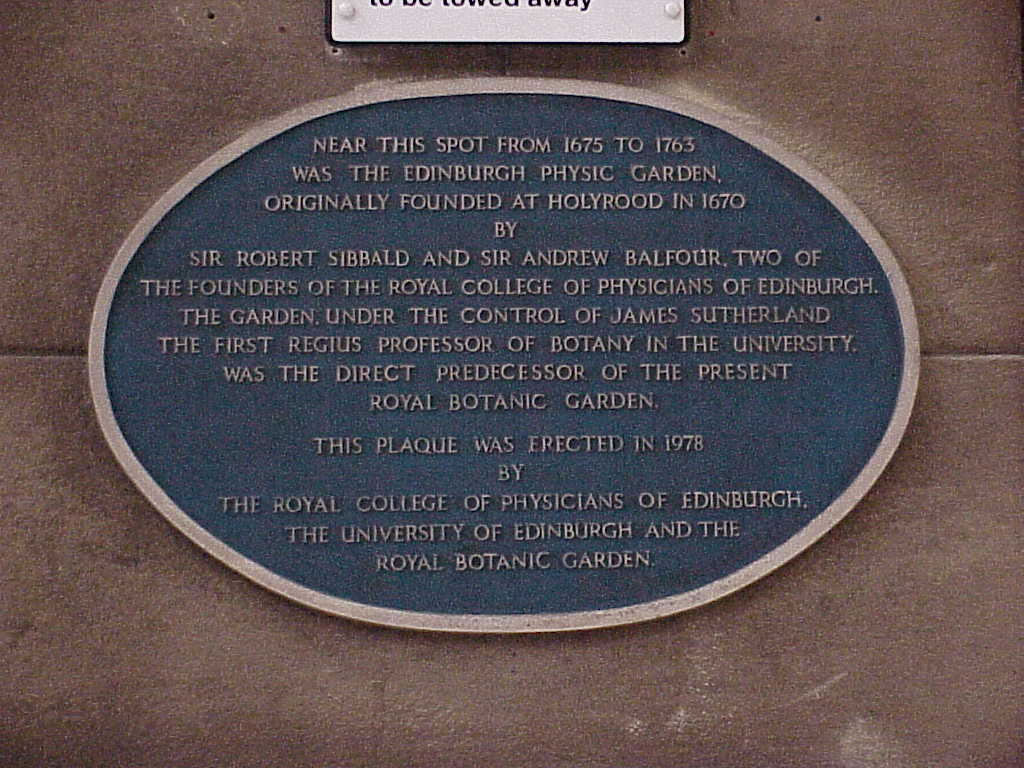 to be towed away
NEAR THIS SPOT FROM 1675 TO 1763
WAS THE EDINBURGH PHYSIC GARDEN,
ORIGINALLY FOUNDED AT HOLYROOD IN 1670
BY
SIR ROBERT SIBBALD AND SIR ANDREW BALFOUR, TWO OF
THE FOUNDERS OF THE ROYAL COLLEGE OF PHYSICIANS OF EDINBURGH.
THE GARDEN, UNDER THE CONTROL OF JAMES SUTHERLAND
THE FIRST REGIUS PROFESSOR OF BOTANY IN THE UNIVERSITY,
WAS THE DIRECT PREDECESSOR OF THE PRESENT
ROYAL BOTANIC GARDEN.
THIS PLAQUE WAS ERECTED IN 1978
BY
THE ROYAL COLLEGE OF PHYSICIANS OF EDINBURGH,
THE UNIVERSITY OF EDINBURGH AND THE
ROYAL BOTANIC GARDEN.